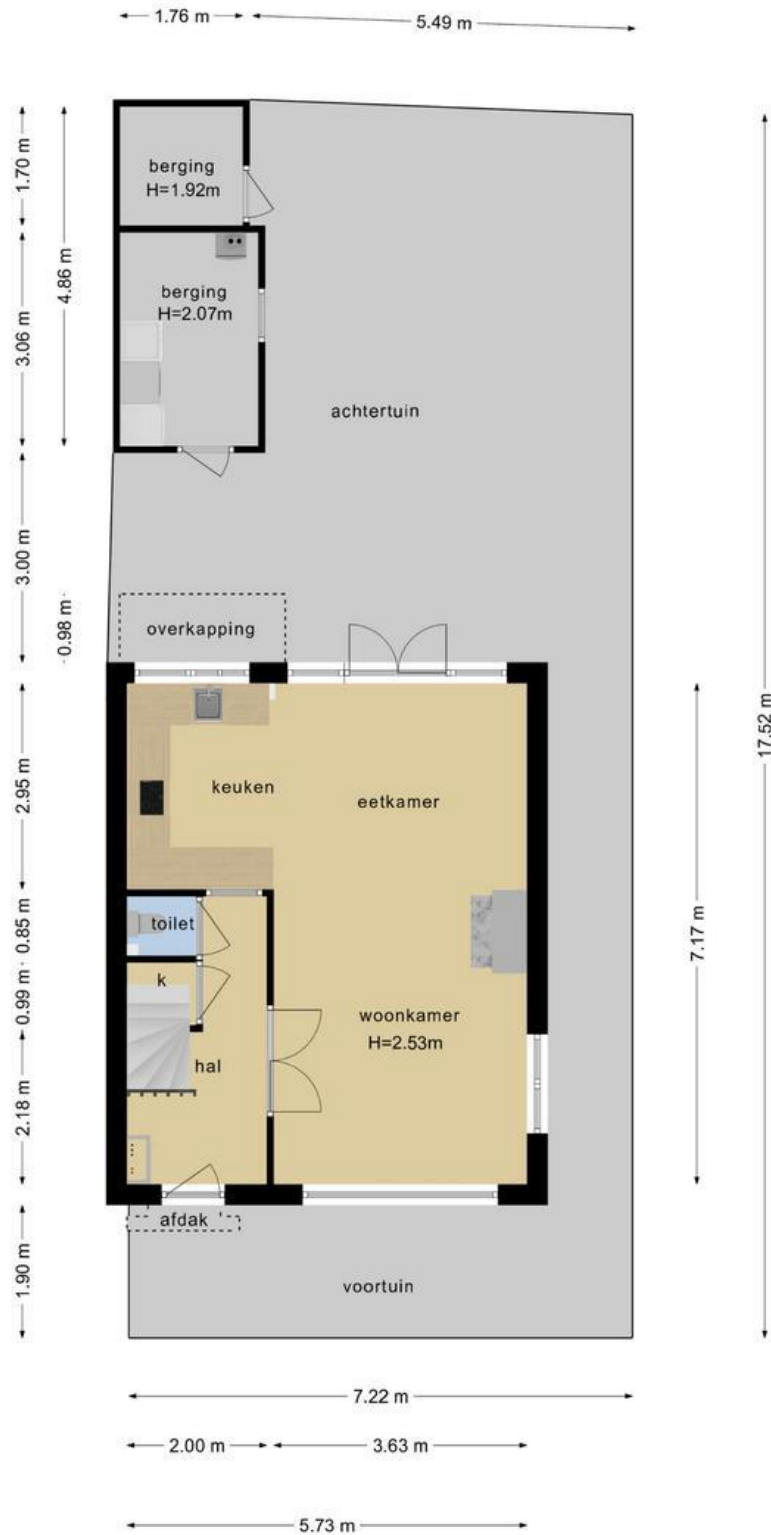 1.76 m
5.49 m
1.70 m
4.86 m
3.06 m
3.00 m
0.98 m
2.95 m
0.85 m
0.99 m
2.18 m
1.90 m
berging
H=1.92m
berging
H=2.07m
achtertuin
overkapping
keuken
eetkamer
toilet
k
woonkamer
H=2.53m
hal
afdak
voortuin
7.17 m
17.52 m
7.22 m
2.00 m
3.63 m
5.73 m